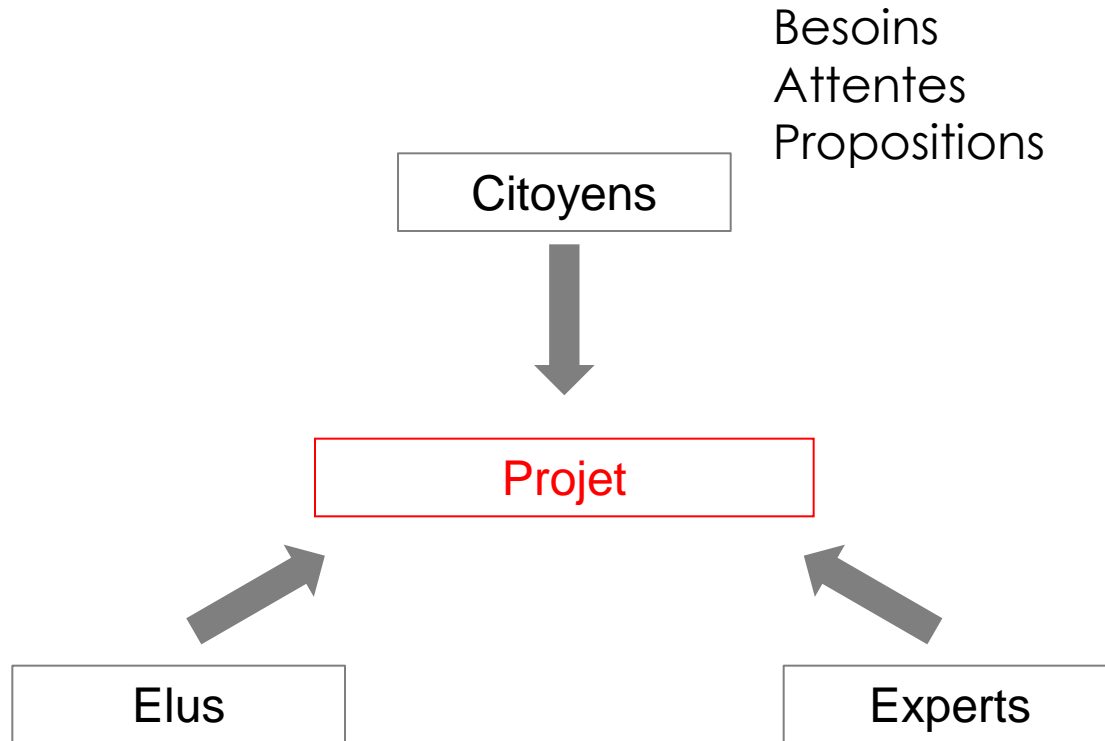 Besoins
Attentes
Propositions
Citoyens
Projet
Elus
Experts